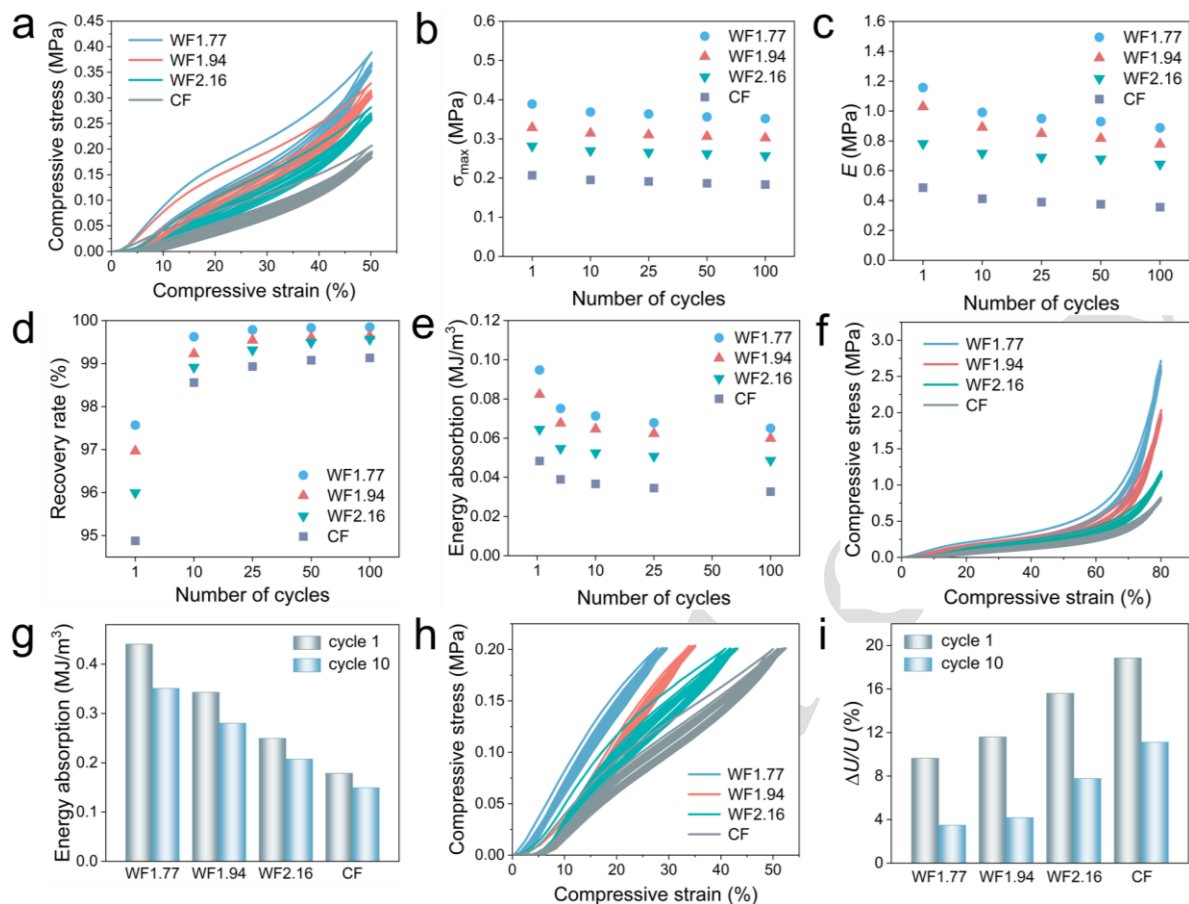 a
Compressive stress (MPa)
0.45
0.40
0.35
0.30
0.25
0.20
0.15
0.10
0.05
0.00
WF1.77
WF1.94
WF2.16
CF
0 10 20 30 40 50
Compressive strain (%)
b
σmax (MPa)
0.6
0.5
0.4
0.3
0.2
0.1
0.0
WF1.77
WF1.94
WF2.16
CF
1 10 25 50 100
Number of cycles
c
E (MPa)
1.6
1.4
1.2
1.0
0.8
0.6
0.4
0.2
0.0
WF1.77
WF1.94
WF2.16
CF
1 10 25 50 100
Number of cycles
d
Recovery rate (%)
100
99
98
97
96
95
WF1.77
WF1.94
WF2.16
CF
1 10 25 50 100
Number of cycles
e
Energy absorbtion (MJ/m³)
0.12
0.10
0.08
0.06
0.04
0.02
0.00
WF1.77
WF1.94
WF2.16
CF
1 10 25 50 100
Number of cycles
f
Compressive stress (MPa)
3.0
2.5
2.0
1.5
1.0
0.5
0.0
WF1.77
WF1.94
WF2.16
CF
0 20 40 60 80
Compressive strain (%)
g
Energy absorption (MJ/m³)
0.4
0.3
0.2
0.1
0.0
cycle 1
cycle 10
WF1.77 WF1.94 WF2.16 CF
h
Compressive stress (MPa)
0.20
0.15
0.10
0.05
0.00
WF1.77
WF1.94
WF2.16
CF
0 10 20 30 40 50
Compressive strain (%)
i
ΔU/U (%)
20
16
12
8
4
0
cycle 1
cycle 10
WF1.77 WF1.94 WF2.16 CF